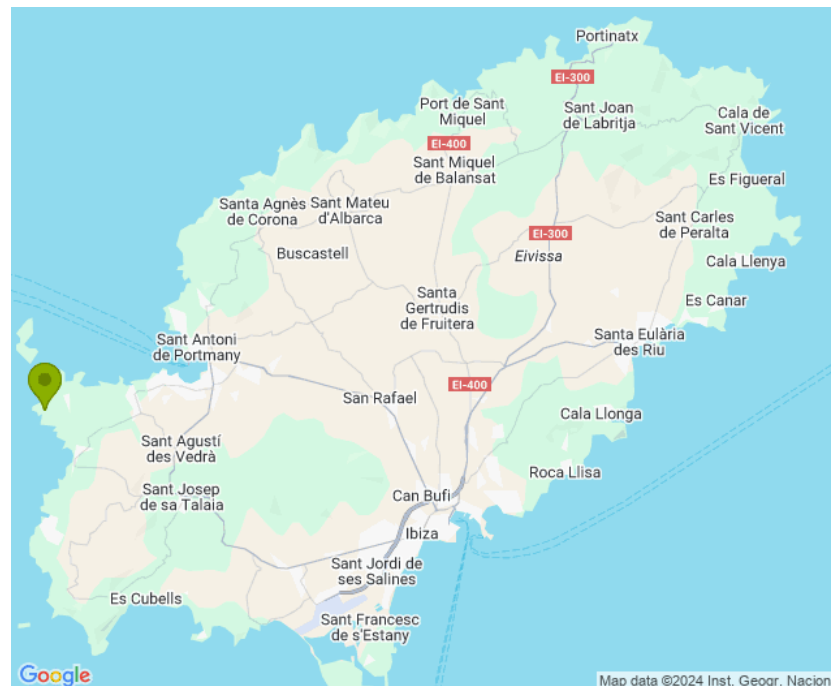 Portinatx
EI-300
Port de Sant
Miquel
Sant Joan
de Labritja
Cala de
Sant Vicent
EI-400
Sant Miquel
de Balansat
Es Figueral
Santa Agnès
de Corona
Sant Mateu
d'Albarca
Sant Carles
de Peralta
EI-300
Buscastell
Eivissa
Cala Llenya
Santa
Gertrudis
de Fruitera
Es Canar
Sant Antoni
de Portmany
Santa Eulària
des Riu
EI-400
San Rafael
Cala Llonga
Sant Agustí
des Vedrà
Roca Llisa
Sant Josep
de sa Talaia
Can Bufi
Ibiza
Sant Jordi de
ses Salines
Es Cubells
Sant Francesc
de s'Estany
Google
Map data ©2024 Inst. Geogr. Nacion